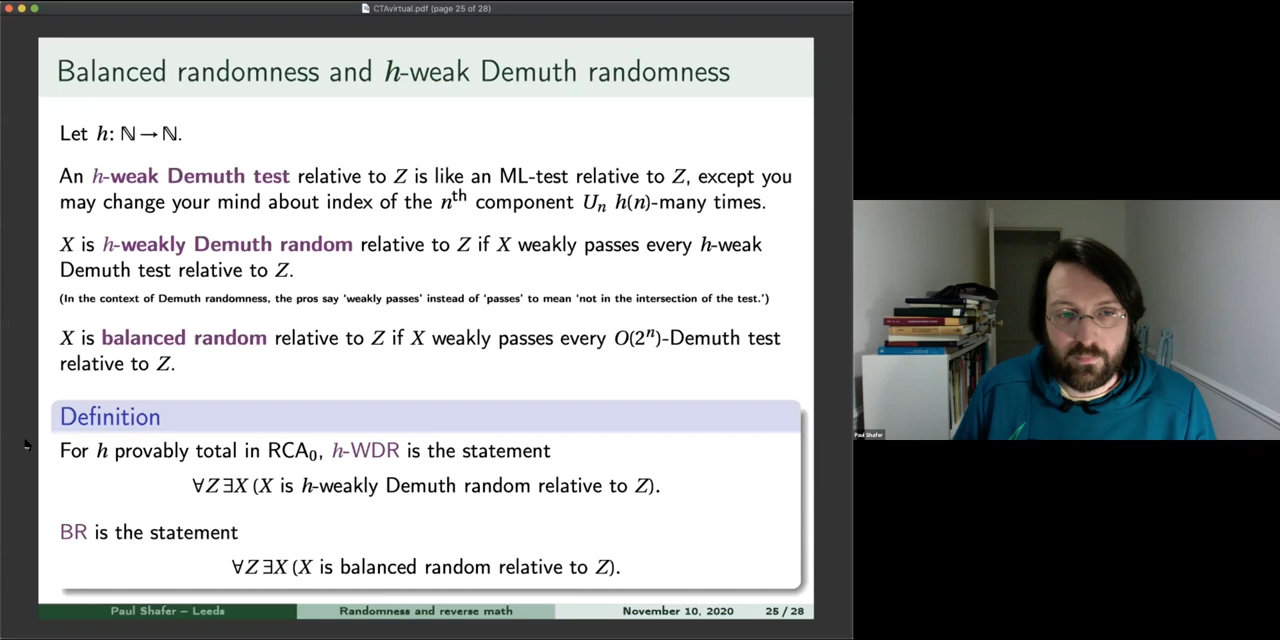 CTAvirtual.pdf (page 25 of 28)
Balanced randomness and h-weak Demuth randomness
Let h: ℕ → ℕ.
An h-weak Demuth test relative to Z is like an ML-test relative to Z, except you
may change your mind about index of the nᵗʰ component Uₙ h(n)-many times.
X is h-weakly Demuth random relative to Z if X weakly passes every h-weak
Demuth test relative to Z.
(In the context of Demuth randomness, the pros say ‘weakly passes’ instead of ‘passes’ to mean ‘not in the intersection of the test.’)
X is balanced random relative to Z if X weakly passes every O(2ⁿ)-Demuth test
relative to Z.
Definition
For h provably total in RCA₀, h-WDR is the statement
∀Z ∃X (X is h-weakly Demuth random relative to Z).
BR is the statement
∀Z ∃X (X is balanced random relative to Z).
Paul Shafer – Leeds Randomness and reverse math November 10, 2020 25 / 28
Paul Shafer